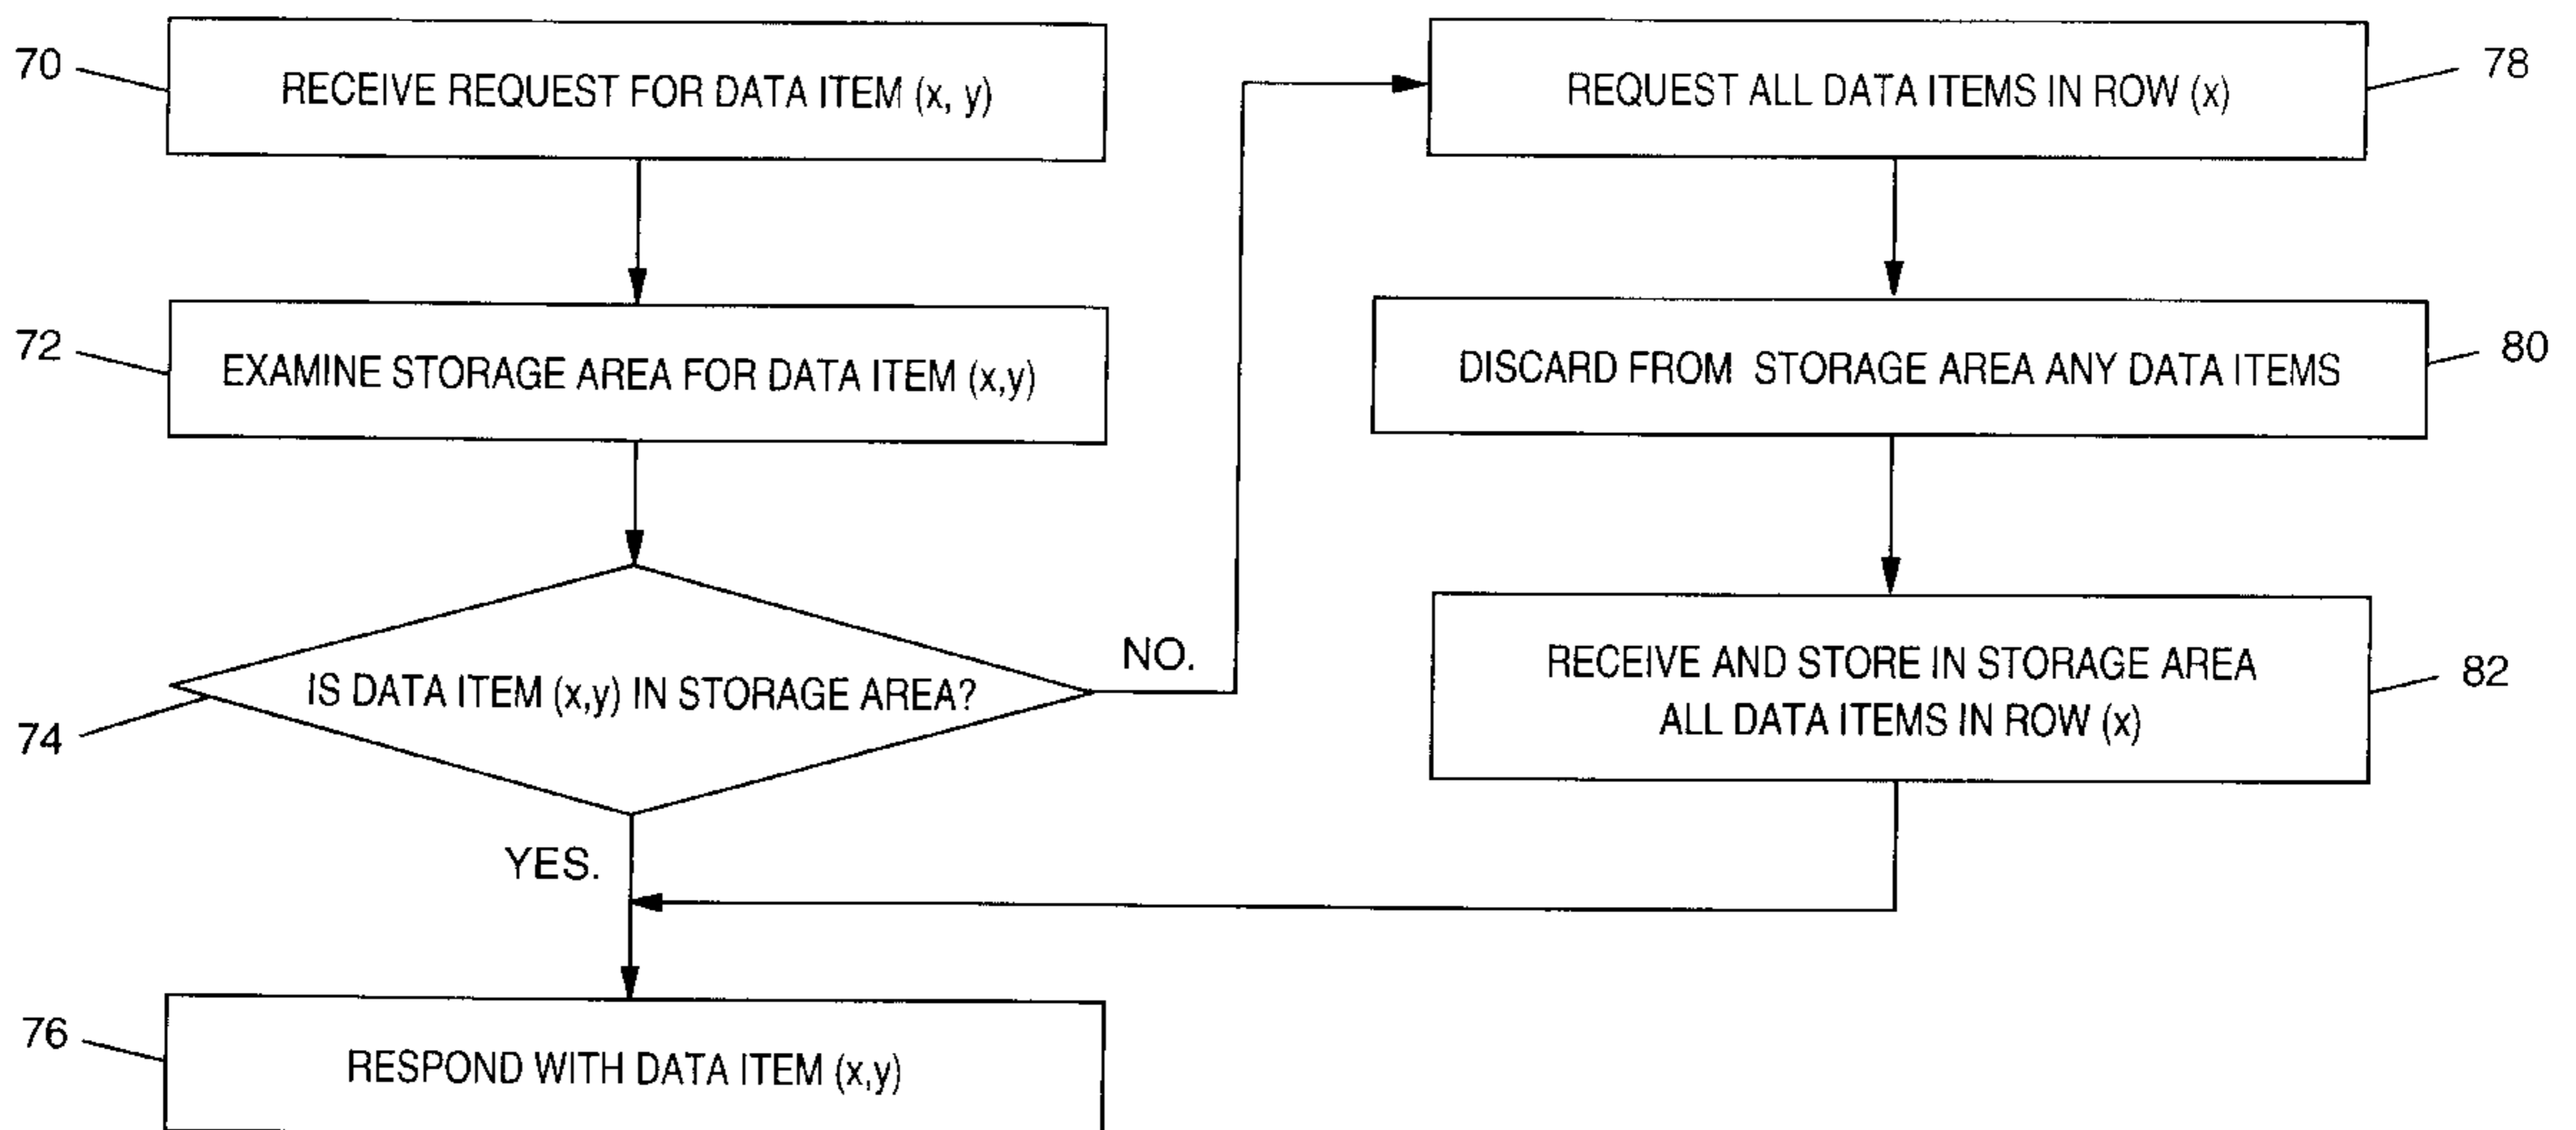 70
RECEIVE REQUEST FOR DATA ITEM (x, y)
72
EXAMINE STORAGE AREA FOR DATA ITEM (x,y)
74
IS DATA ITEM (x,y) IN STORAGE AREA?
NO.
YES.
76
RESPOND WITH DATA ITEM (x,y)
78
REQUEST ALL DATA ITEMS IN ROW (x)
80
DISCARD FROM STORAGE AREA ANY DATA ITEMS
82
RECEIVE AND STORE IN STORAGE AREA
ALL DATA ITEMS IN ROW (x)